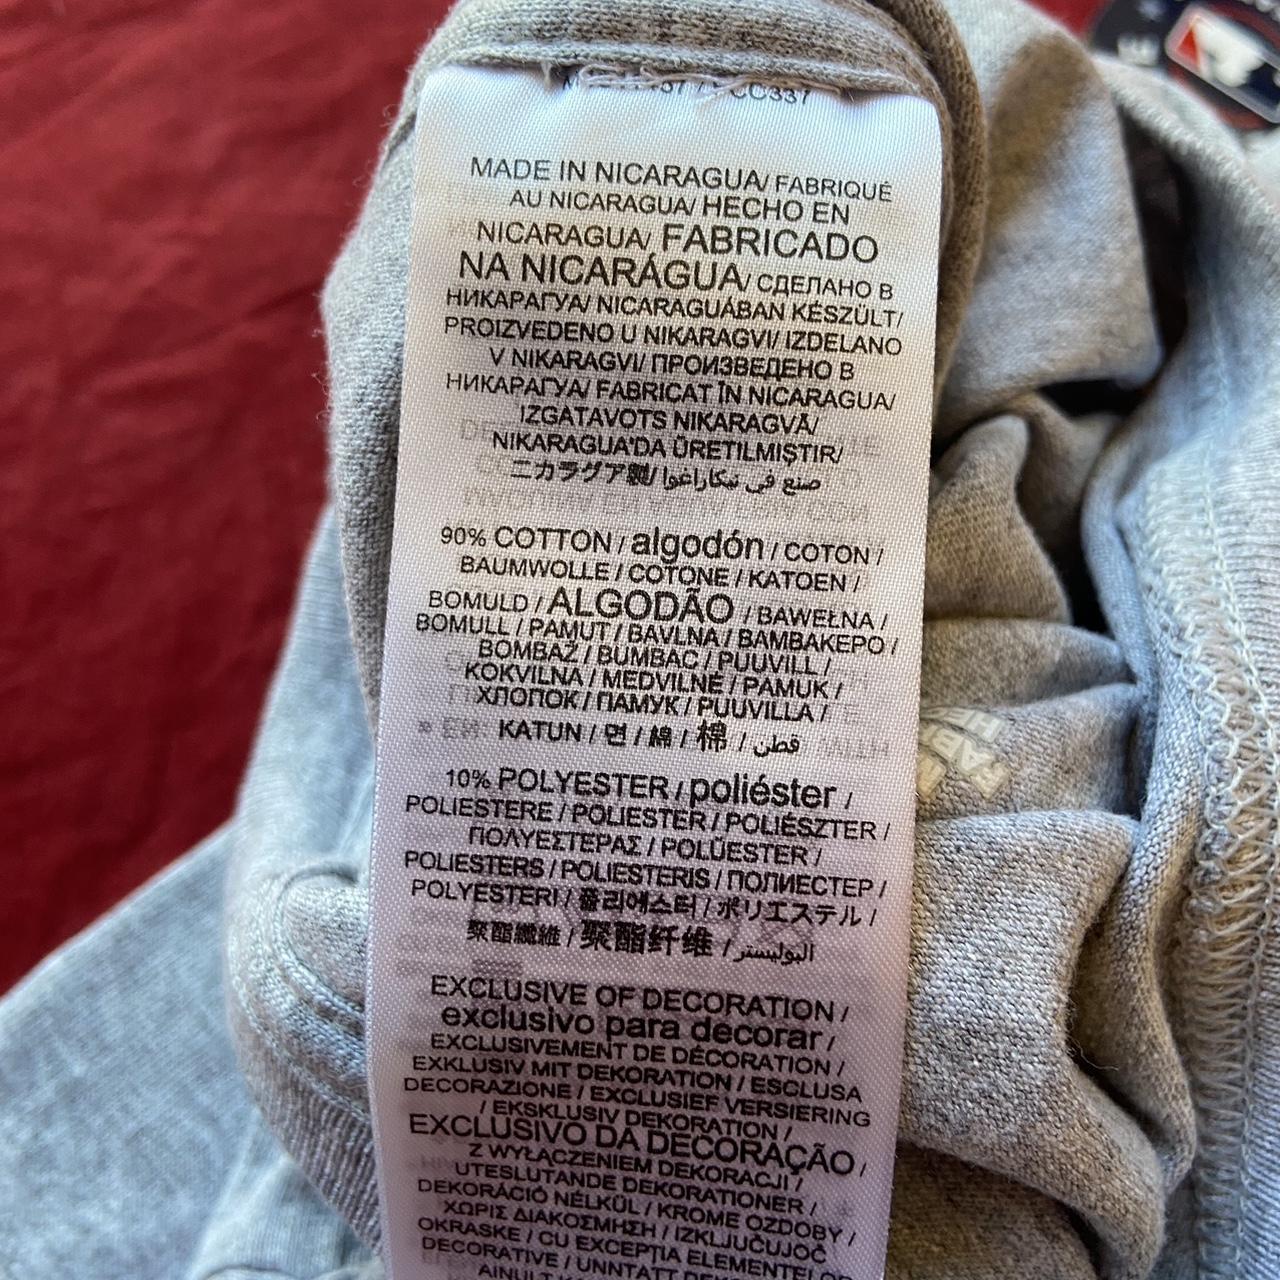 CC337
MADE IN NICARAGUA/ FABRIQUÉ
AU NICARAGUA/ HECHO EN
NICARAGUA/ FABRICADO
NA NICARÁGUA/ СДЕЛАНО В
НИКАРАГУА/ NICARAGUÁBAN KÉSZÜLT/
PROIZVEDENO U NIKARAGVI/ IZDELANO
V NIKARAGVI/ ПРОИЗВЕДЕНО В
НИКАРАГУА/ FABRICAT ÎN NICARAGUA/
IZGATAVOTS NIKARAGVĀ/
NIKARAGUA'DA ÜRETILMIŞTIR/
ニカラグア製/ صنع في نيكاراغوا
90% COTTON / algodón / COTON /
BAUMWOLLE / COTONE / KATOEN /
BOMULD / ALGODÃO / BAWEŁNA /
BOMULL / PAMUT / BAVLNA / ΒΑΜΒΑΚΕΡΟ /
BOMBAŽ / BUMBAC / PUUVILL /
KOKVILNA / MEDVILNĖ / PAMUK /
ХЛОПОК / ПАМУК / PUUVILLA /
KATUN / 면 / 綿 / 棉 / قطن
10% POLYESTER / poliéster /
POLIESTERE / POLIESTER / POLIÉSZTER /
ΠΟΛΥΕΣΤΕΡΑΣ / POLÜESTER /
POLIESTERS / POLIESTERIS / ПОЛИЕСТЕР /
POLYESTERI / 폴리에스터 / ポリエステル /
聚酯纖維 / 聚酯纤维 / البوليستر
EXCLUSIVE OF DECORATION /
exclusivo para decorar /
EXCLUSIVEMENT DE DÉCORATION /
EXKLUSIV MIT DEKORATION / ESCLUSA
DECORAZIONE / EXCLUSIEF VERSIERING
/ EKSKLUSIV DEKORATION /
EXCLUSIVO DA DECORAÇÃO /
Z WYŁĄCZENIEM DEKORACJI /
UTESLUTANDE DEKORATIONER /
DEKORÁCIÓ NÉLKÜL / KROME OZDOBY /
ΧΩΡΙΣ ΔΙΑΚΟΣΜΗΣΗ / IZKLJUČUJOČ
OKRASKE / CU EXCEPȚIA ELEMENTELOR
DECORATIVE / UNNTATT
AINULT